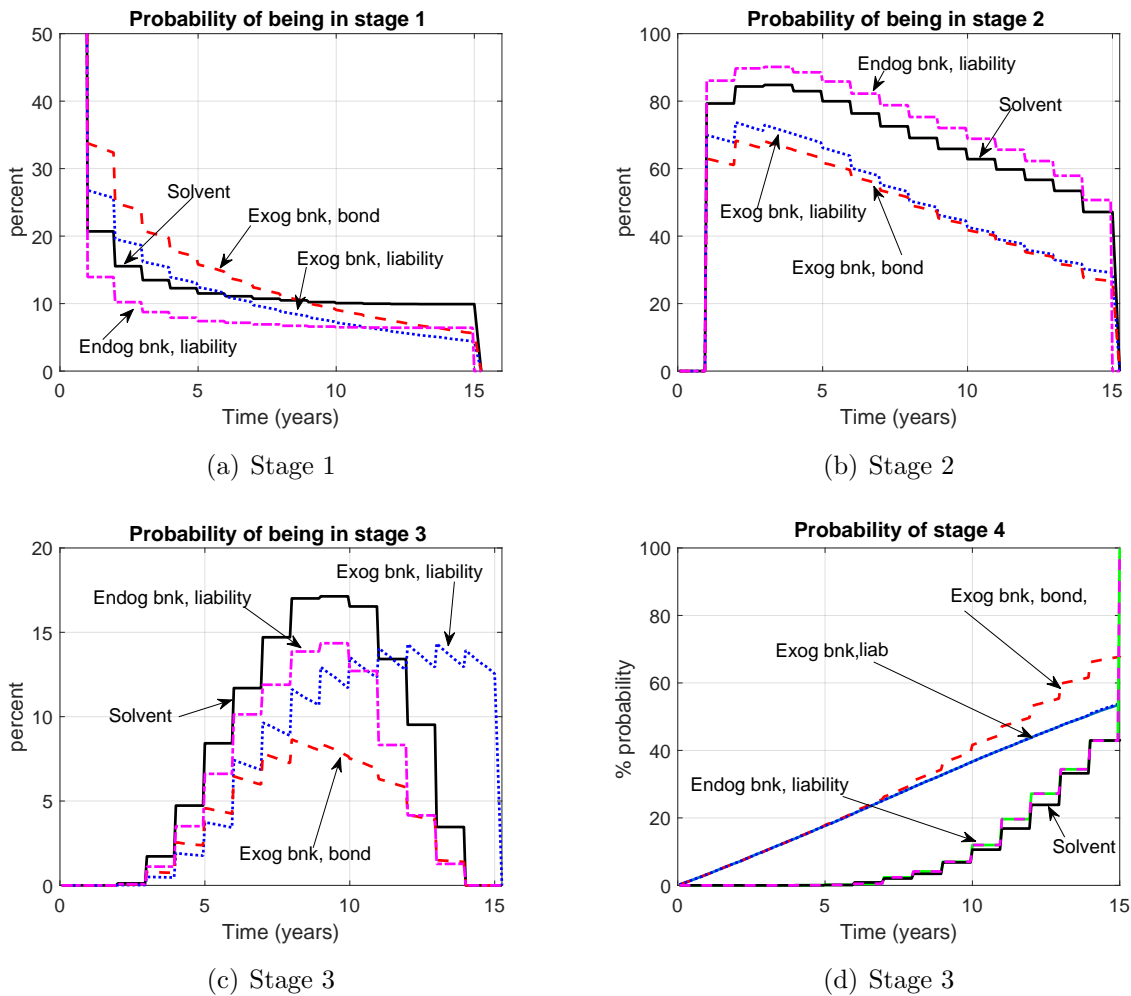 Probability of being in stage 1
50
40
30
20
10
0
percent
Solvent
Exog bnk, bond
Exog bnk, liability
Endog bnk, liability
0 5 10 15
Time (years)
(a) Stage 1
Probability of being in stage 2
100
80
60
40
20
0
percent
Endog bnk, liability
Solvent
Exog bnk, liability
Exog bnk, bond
0 5 10 15
Time (years)
(b) Stage 2
Probability of being in stage 3
20
15
10
5
0
percent
Exog bnk, liability
Endog bnk, liability
Solvent
Exog bnk, bond
0 5 10 15
Time (years)
(c) Stage 3
Probability of stage 4
100
80
60
40
20
0
% probability
Exog bnk, bond,
Exog bnk,liab
Endog bnk, liability
Solvent
0 5 10 15
Time (years)
(d) Stage 3